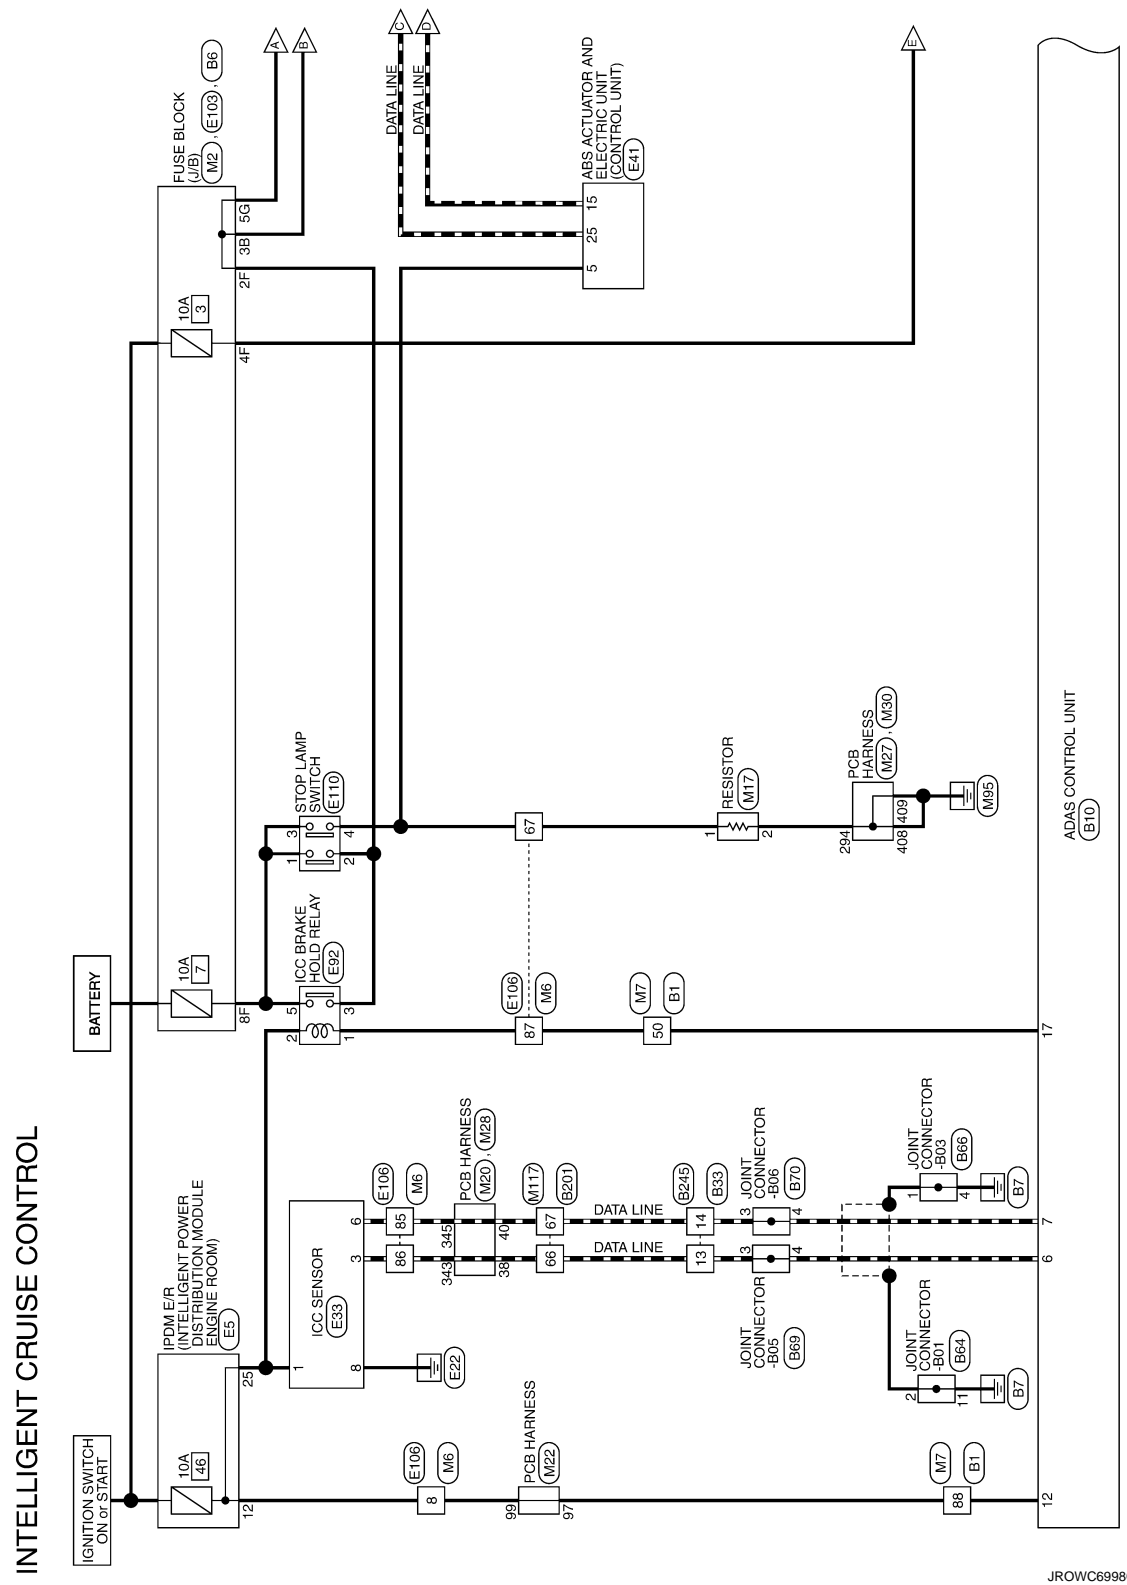 INTELLIGENT CRUISE CONTROL
IGNITION SWITCH
ON or START
BATTERY
IPDM E/R
(INTELLIGENT POWER
DISTRIBUTION MODULE
ENGINE ROOM)
E5
10A
46
12
25
FUSE BLOCK
(J/B)
M2 , E103 , B6
10A
7
8F
10A
3
4F
2F
3B
5G
A
B
C
D
E
ICC SENSOR
E33
1
8
3
6
E22
ICC BRAKE
HOLD RELAY
E92
2
5
1
3
STOP LAMP
SWITCH
E110
1
3
2
4
DATA LINE
DATA LINE
ABS ACTUATOR AND
ELECTRIC UNIT
(CONTROL UNIT)
E41
5
25
15
E106
M6
8
E106
M6
86
85
PCB HARNESS
M20 , M28
343
345
38
40
PCB HARNESS
M22
99
97
M117
B201
66
67
E106
M6
87
67
M7
B1
50
DATA LINE
DATA LINE
B245
B33
13
14
RESISTOR
M17
1
2
JOINT
CONNECTOR
-B05
B69
3
4
JOINT
CONNECTOR
-B06
B70
3
4
PCB
HARNESS
M27 , M30
294
408
409
M95
JOINT
CONNECTOR
-B01
B64
2
11
B7
JOINT
CONNECTOR
-B03
B66
1
4
B7
M7
B1
88
12
6
7
17
ADAS CONTROL UNIT
B10